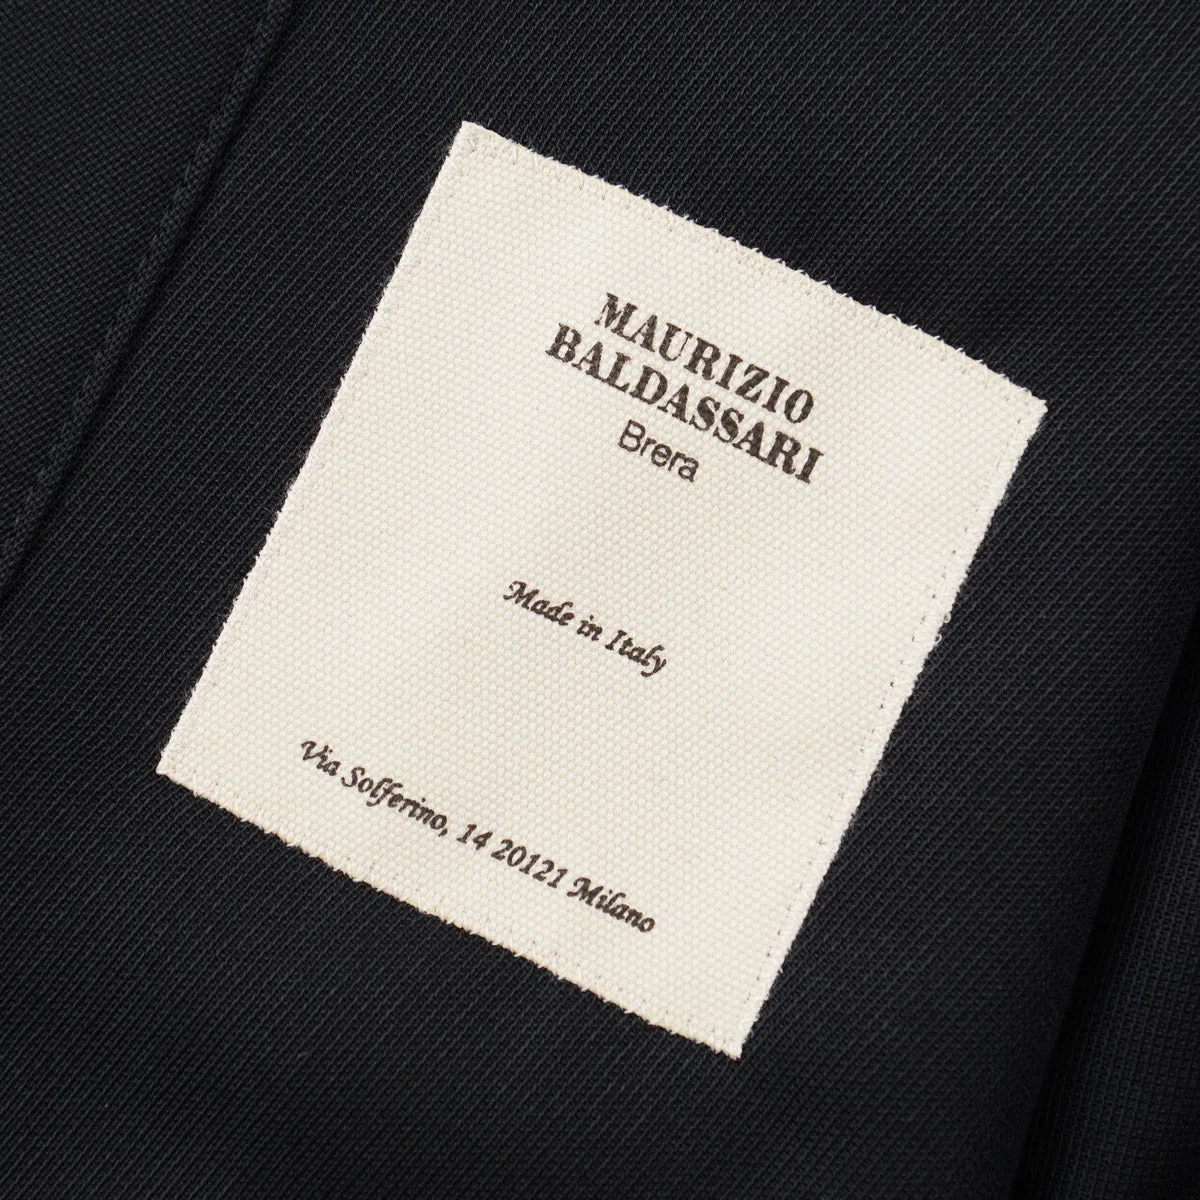 MAURIZIO
BALDASSARI
Brera
Made in Italy
Via Solferino, 14 20121 Milano